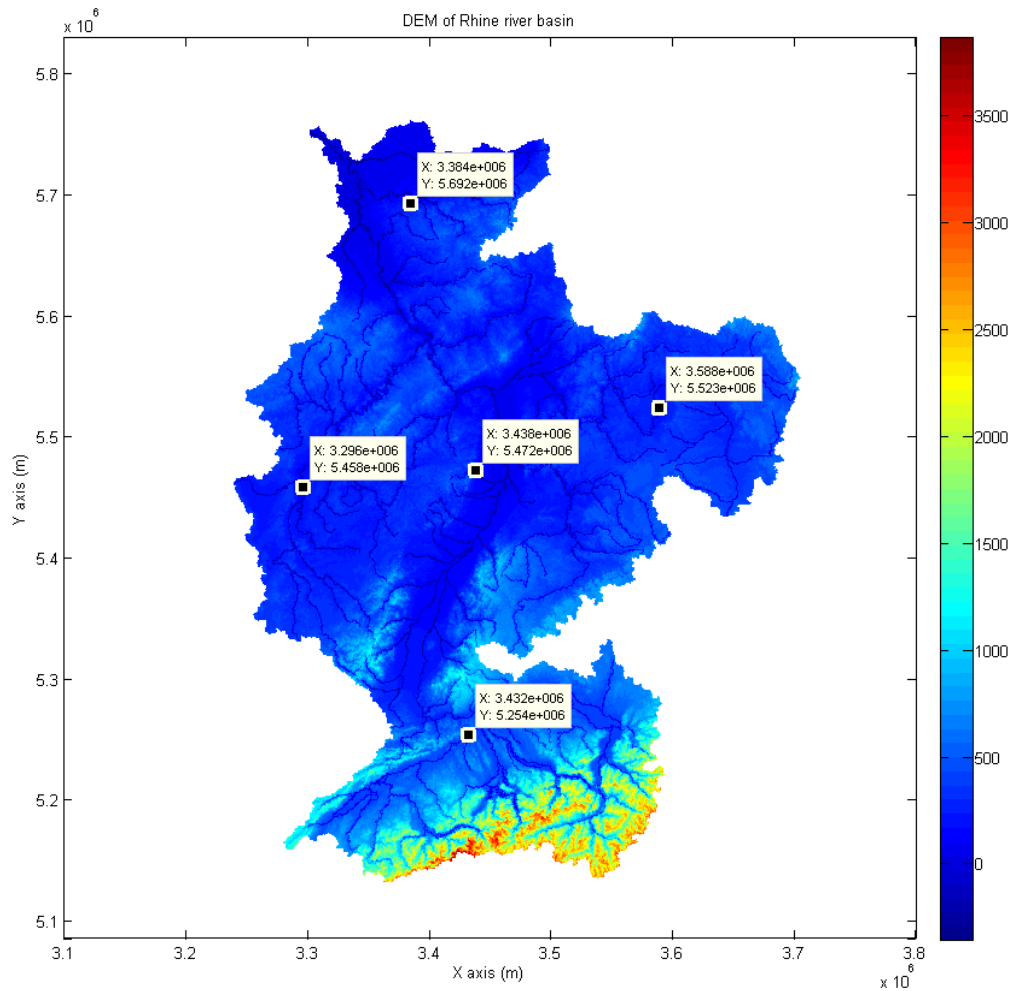 DEM of Rhine river basin
x 10 6
5.8
5.7
5.6
5.5
5.4
5.3
5.2
5.1
Y axis (m)
X: 3.384e+006
Y: 5.692e+006
X: 3.588e+006
Y: 5.523e+006
X: 3.438e+006
Y: 5.472e+006
X: 3.296e+006
Y: 5.458e+006
X: 3.432e+006
Y: 5.254e+006
3500
3000
2500
2000
1500
1000
500
0
3.1 3.2 3.3 3.4 3.5 3.6 3.7 3.8
X axis (m)
x 10 6